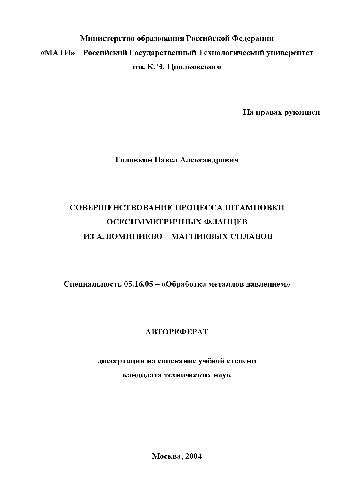 Министерство образования Российской Федерации
«МАТИ» – Российский Государственный Технологический университет
им. К. Э. Циолковского
На правах рукописи
Головкин Павел Александрович
СОВЕРШЕНСТВОВАНИЕ ПРОЦЕССА ШТАМПОВКИ
ОСЕСИММЕТРИЧНЫХ ФЛАНЦЕВ
ИЗ АЛЮМИНИЕВО – МАГНИЕВЫХ СПЛАВОВ
Специальность 05.16.05 – «Обработка металлов давлением»
АВТОРЕФЕРАТ
диссертации на соискание учёной степени
кандидата технических наук
Москва, 2004